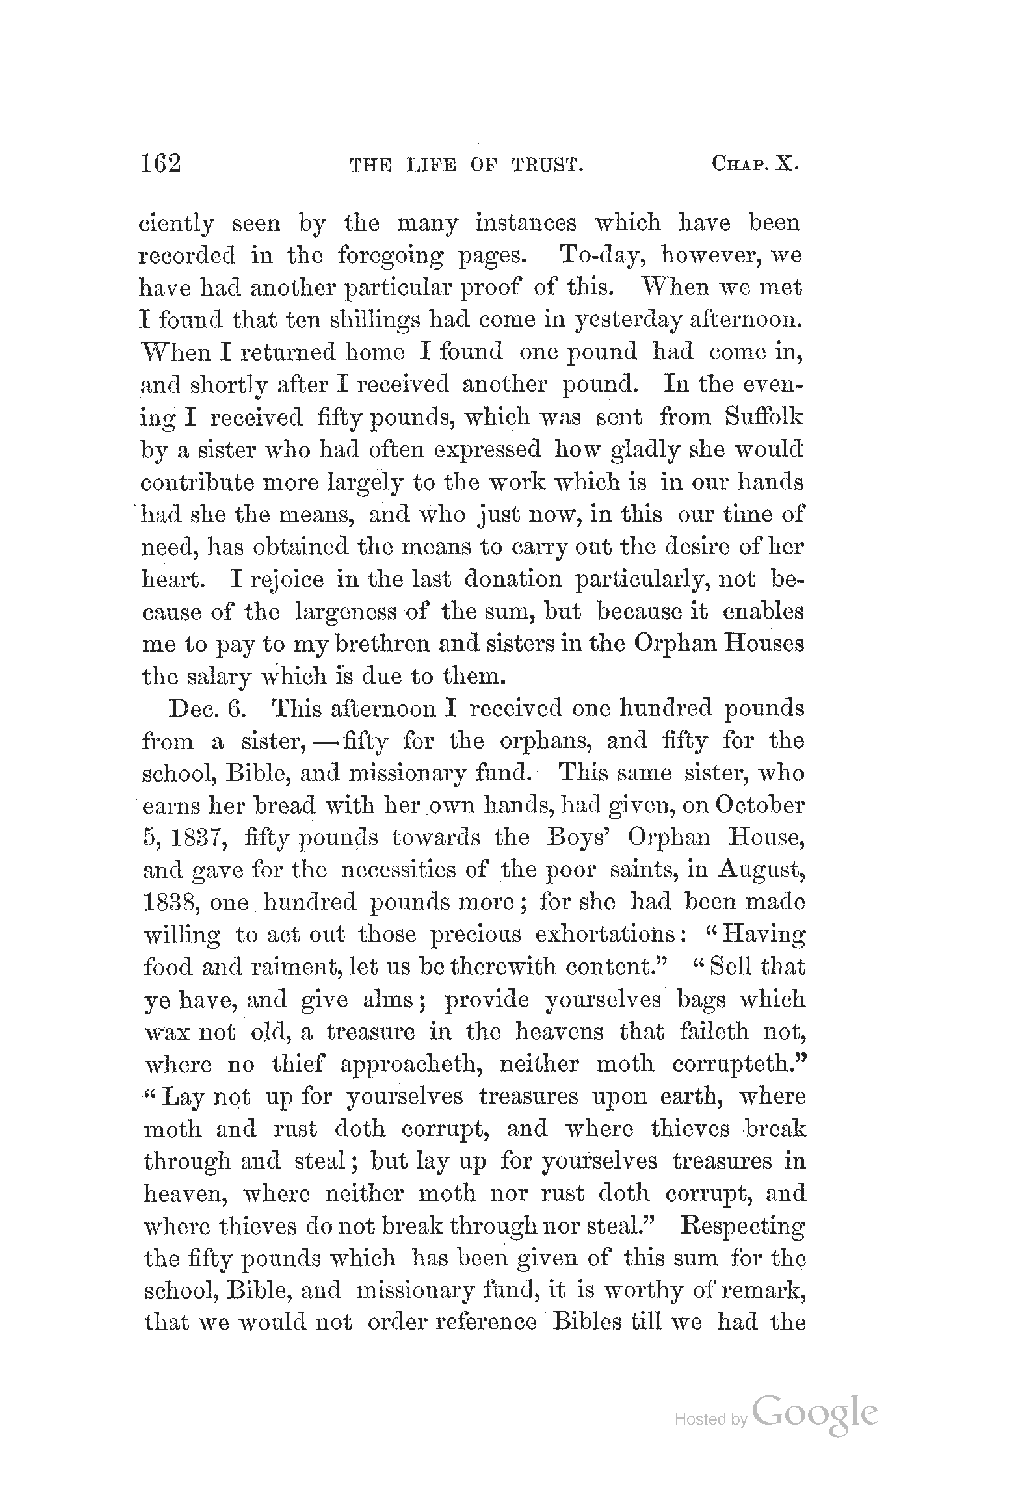 162 THE LIFE OF TRUST. CHAP. X.
ciently seen by the many instances which have been
recorded in the foregoing pages. To-day, however, we
have had another particular proof of this. When we met
I found that ten shillings had come in yesterday afternoon.
When I returned home I found one pound had come in,
and shortly after I received another pound. In the even-
ing I received fifty pounds, which was sent from Suffolk
by a sister who had often expressed how gladly she would
contribute more largely to the work which is in our hands
had she the means, and who just now, in this our time of
need, has obtained the means to carry out the desire of her
heart. I rejoice in the last donation particularly, not be-
cause of the largeness of the sum, but because it enables
me to pay to my brethren and sisters in the Orphan Houses
the salary which is due to them.
Dec. 6. This afternoon I received one hundred pounds
from a sister, — fifty for the orphans, and fifty for the
school, Bible, and missionary fund. This same sister, who
earns her bread with her own hands, had given, on October
5, 1837, fifty pounds towards the Boys' Orphan House,
and gave for the necessities of the poor saints, in August,
1838, one hundred pounds more; for she had been made
willing to act out those precious exhortations: "Having
food and raiment, let us be therewith content." "Sell that
ye have, and give alms; provide yourselves bags which
wax not old, a treasure in the heavens that faileth not,
where no thief approacheth, neither moth corrupteth."
"Lay not up for yourselves treasures upon earth, where
moth and rust doth corrupt, and where thieves break
through and steal; but lay up for yourselves treasures in
heaven, where neither moth nor rust doth corrupt, and
where thieves do not break through nor steal." Respecting
the fifty pounds which has been given of this sum for the
school, Bible, and missionary fund, it is worthy of remark,
that we would not order reference Bibles till we had the
Hosted by Google